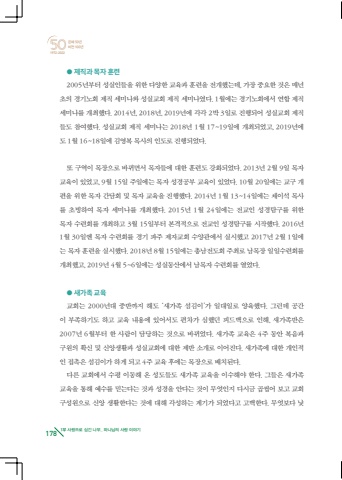 50
● 제직과 목자 훈련
2005년부터 성실인들을 위한 다양한 교육과 훈련을 전개했는데, 가장 중요한 것은 매년
초의 경기노회 제직 세미나와 성실교회 제직 세미나였다. 1월에는 경기노회에서 연합 제직
세미나를 개최했다. 2014년, 2018년, 2019년에 각각 2박 3일로 진행되어 성실교회 제직
들도 참여했다. 성실교회 제직 세미나는 2018년 1월 17~19일에 개최되었고, 2019년에
도 1월 16~18일에 김영복 목사의 인도로 진행되었다.
또 구역이 목장으로 바뀌면서 목자들에 대한 훈련도 강화되었다. 2013년 2월 9일 목자
교육이 있었고, 9월 15일 주일에는 목자 성경공부 교육이 있었다. 10월 20일에는 교구 개
편을 위한 목자 간담회 및 목자 교육을 진행했다. 2014년 1월 13~14일에는 제이석 목사
를 초빙하여 목자 세미나를 개최했다. 2015년 1월 24일에는 전교인 성경탐구를 위한
목자 수련회를 개최하고 3월 15일부터 본격적으로 전교인 성경탐구를 시작했다. 2016년
1월 30일엔 목자 수련회를 경기 파주 제자교회 수양관에서 실시했고 2017년 2월 1일에
는 목자 훈련을 실시했다. 2018년 8월 15일에는 총남선도회 주최로 남목장 일일수련회를
개최했고, 2019년 4월 5~6일에는 성실동산에서 남목자 수련회를 열었다.
● 새가족 교육
교회는 2000년대 중반까지 해도 '새가족 섬김이'가 일대일로 양육했다. 그런데 공간
이 부족하기도 하고 교육 내용에 있어서도 편차가 심했던 피드백으로 인해, 새가족반은
2007년 6월부터 한 사람이 담당하는 것으로 바뀌었다. 새가족 교육은 4주 동안 복음과
구원의 확신 및 신앙생활과 성실교회에 대한 제반 소개로 이어진다. 새가족에 대한 개인적
인 접촉은 섬김이가 하게 되고 4주 교육 후에는 목장으로 배치된다.
다른 교회에서 수평 이동해 온 성도들도 새가족 교육을 이수해야 한다. 그들은 새가족
교육을 통해 예수를 믿는다는 것과 성경을 안다는 것이 무엇인지 다시금 곱씹어 보고 교회
구성원으로 신앙 생활한다는 것에 대해 각성하는 계기가 되었다고 고백한다. 무엇보다 낯
178
1부 사랑으로 심긴 나무, 하나님의 사랑 이야기